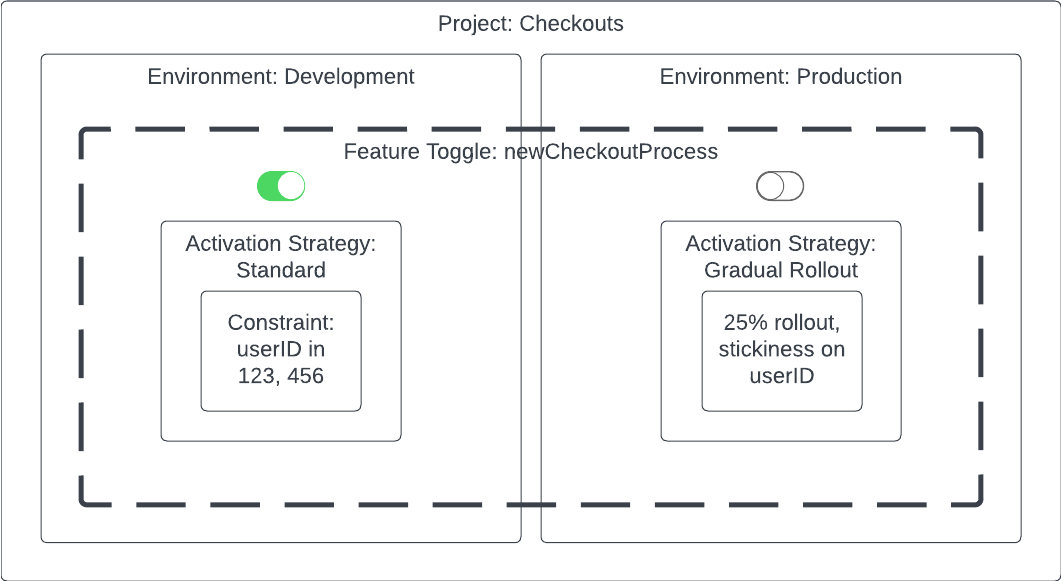 Project: Checkouts
Environment: Development
Environment: Production
Feature Toggle: newCheckoutProcess
Activation Strategy:
Standard
Constraint:
userID in
123, 456
Activation Strategy:
Gradual Rollout
25% rollout,
stickiness on
userID